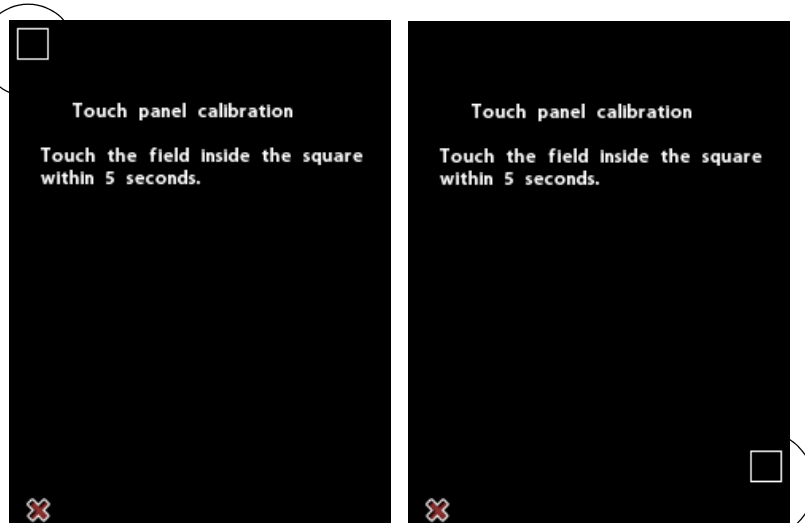 Touch panel calibration
Touch the field inside the square
within 5 seconds.
Touch panel calibration
Touch the field inside the square
within 5 seconds.